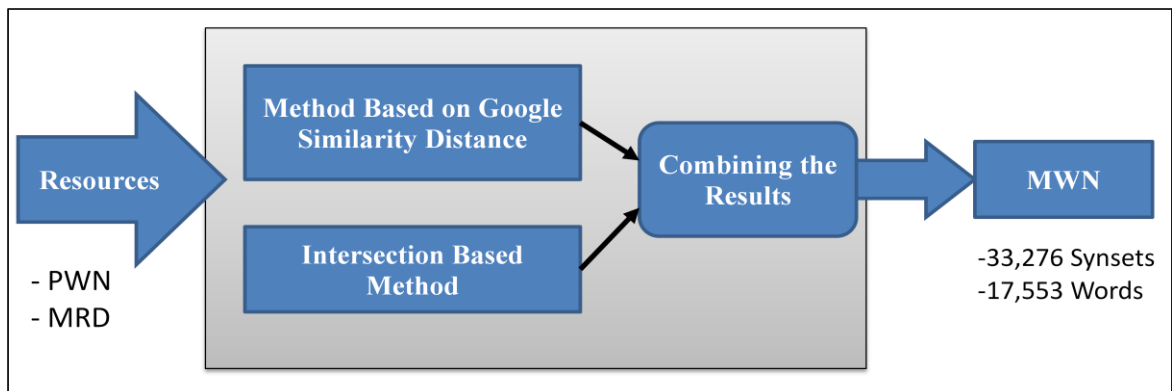 Resources
- PWN
- MRD
Method Based on Google
Similarity Distance
Intersection Based
Method
Combining the
Results
MWN
-33,276 Synsets
-17,553 Words